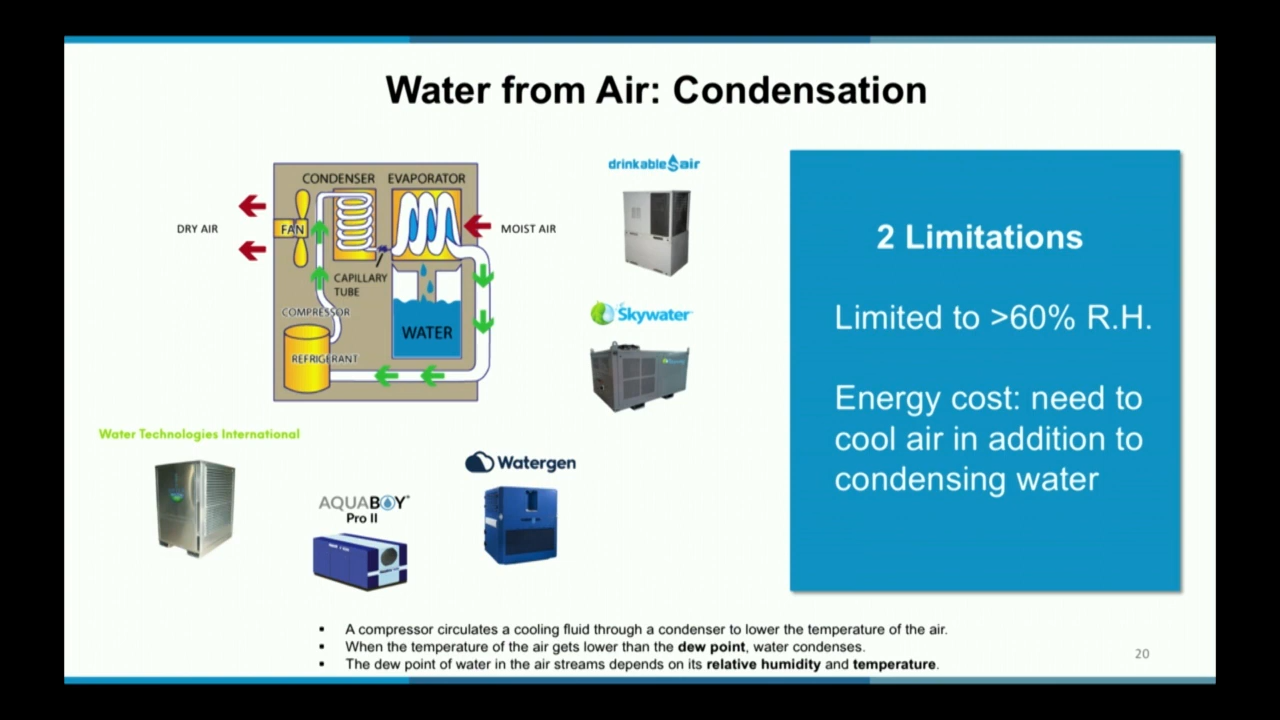 Water from Air: Condensation
CONDENSER EVAPORATOR
DRY AIR
FAN
MOIST AIR
CAPILLARY
TUBE
COMPRESSOR
WATER
REFRIGERANT
drinkable air
Skywater
Water Technologies International
AQUABOY
Pro II
Watergen
2 Limitations
Limited to >60% R.H.
Energy cost: need to
cool air in addition to
condensing water
▪ A compressor circulates a cooling fluid through a condenser to lower the temperature of the air.
▪ When the temperature of the air gets lower than the dew point, water condenses.
▪ The dew point of water in the air streams depends on its relative humidity and temperature.
20